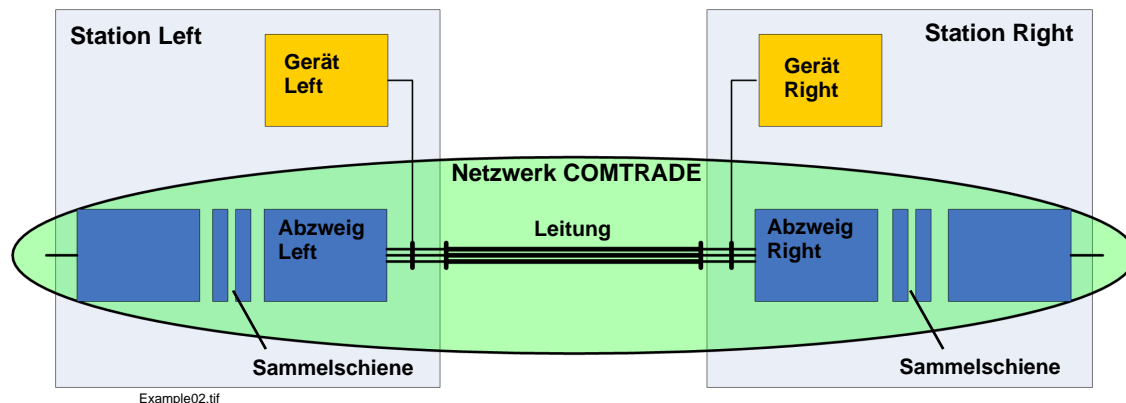 Station Left
Station Right
Gerät
Left
Gerät
Right
Netzwerk COMTRADE
Abzweig
Left
Leitung
Abzweig
Right
Sammelschiene
Sammelschiene
Example02.tif